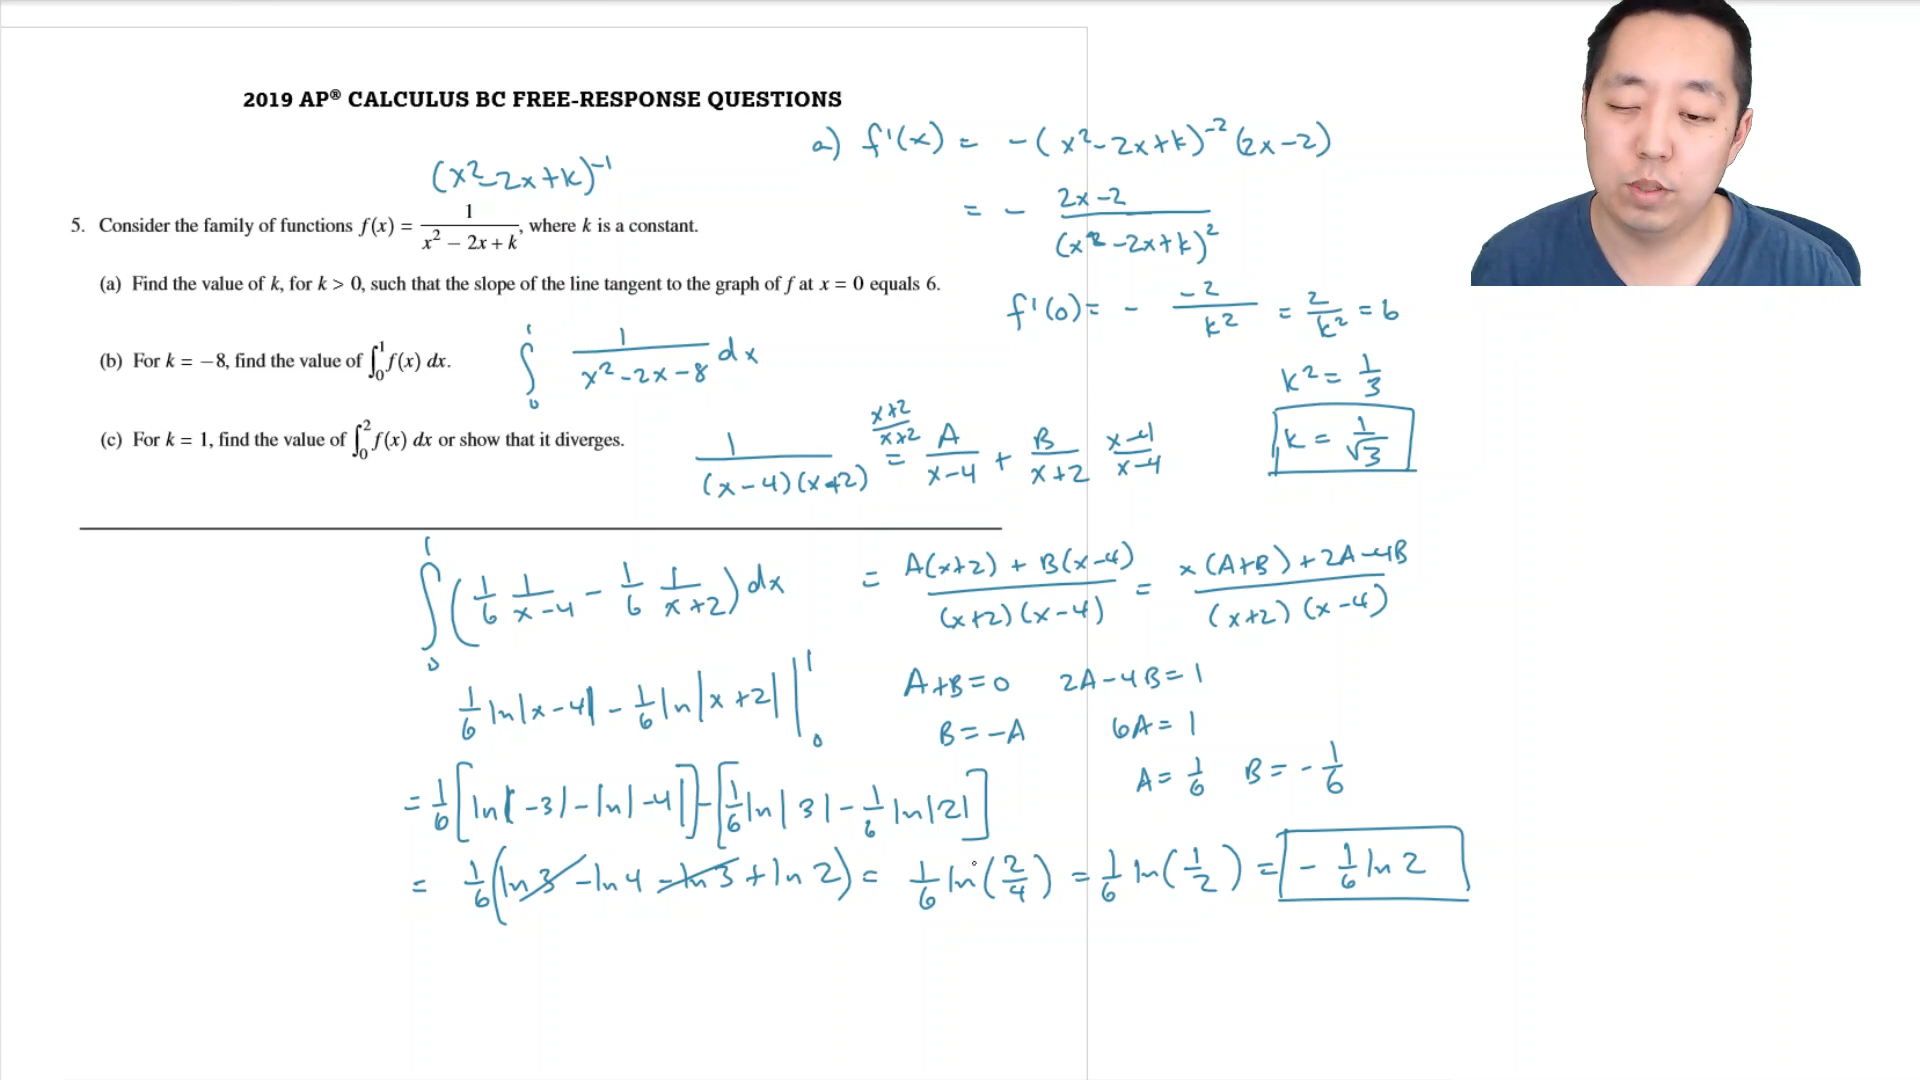 2019 AP® CALCULUS BC FREE-RESPONSE QUESTIONS
(x²-2x+k)⁻¹
5. Consider the family of functions f(x) = 1/(x² − 2x + k), where k is a constant.
(a) Find the value of k, for k > 0, such that the slope of the line tangent to the graph of f at x = 0 equals 6.
(b) For k = −8, find the value of ∫₀¹ f(x) dx.
∫₀¹ 1/(x²-2x-8) dx
(c) For k = 1, find the value of ∫₀² f(x) dx or show that it diverges.
a) f'(x) = -(x²-2x+k)⁻² (2x-2)
= - (2x-2)/(x²-2x+k)²
f'(0) = - (-2)/k² = 2/k² = 6
k² = 1/3
k = 1/√3
1/((x-4)(x+2)) = (x+2)/(x+2) A/(x-4) + B/(x+2) (x-4)/(x-4)
= (A(x+2) + B(x-4))/((x+2)(x-4)) = (x(A+B) + 2A-4B)/((x+2)(x-4))
A+B=0 2A-4B=1
B=-A 6A=1
A=1/6 B=-1/6
∫₀¹ (1/6 1/(x-4) - 1/6 1/(x+2)) dx
1/6 ln|x-4| - 1/6 ln|x+2| |₀¹
= 1/6 [ln|-3|-ln|-4|] - [1/6 ln|3| - 1/6 ln|2|]
= 1/6 (ln3 - ln4 - ln3 + ln2) = 1/6 ln(2/4) = 1/6 ln(1/2) = - 1/6 ln 2